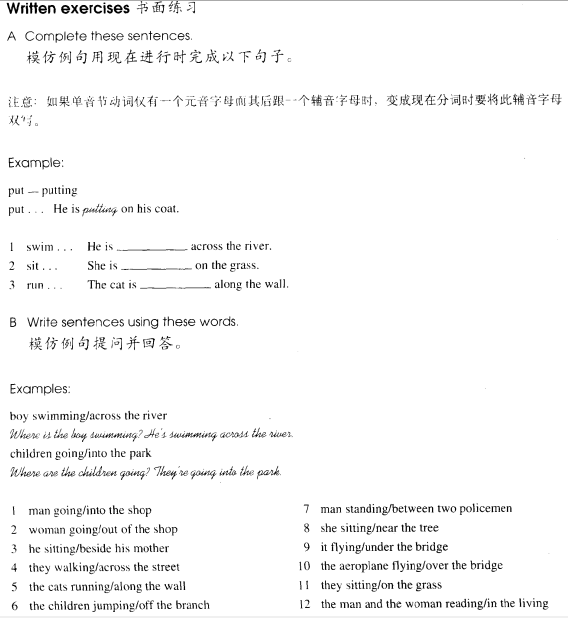 Written exercises 书面练习
A Complete these sentences.
模仿例句用现在进行时完成以下句子。
注意: 如果单音节动词仅有一个元音字母而其后跟一个辅音字母时，变成现在分词时要将此辅音字母
双写。
Example:
put — putting
put . . . He is putting on his coat.
1 swim . . . He is __________ across the river.
2 sit . . . She is __________ on the grass.
3 run . . . The cat is __________ along the wall.
B Write sentences using these words.
模仿例句提问并回答。
Examples:
boy swimming/across the river
Where is the boy swimming? He's swimming across the river.
children going/into the park
Where are the children going? They're going into the park.
1 man going/into the shop
2 woman going/out of the shop
3 he sitting/beside his mother
4 they walking/across the street
5 the cats running/along the wall
6 the children jumping/off the branch
7 man standing/between two policemen
8 she sitting/near the tree
9 it flying/under the bridge
10 the aeroplane flying/over the bridge
11 they sitting/on the grass
12 the man and the woman reading/in the living